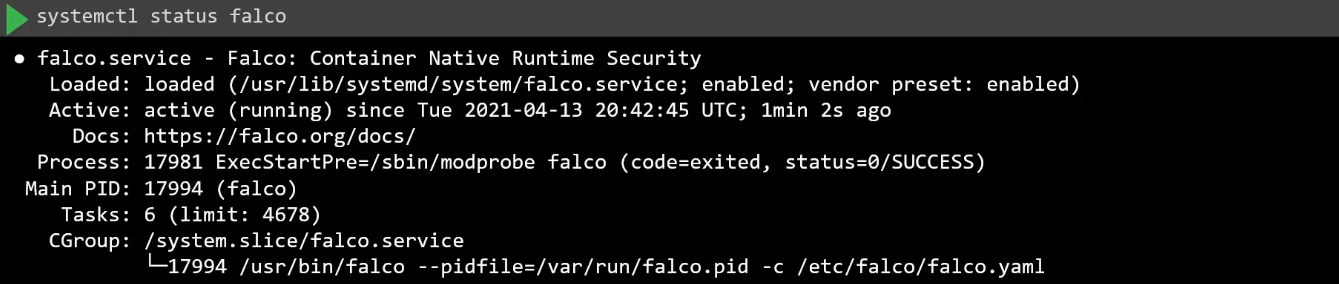 systemctl status falco
● falco.service - Falco: Container Native Runtime Security
Loaded: loaded (/usr/lib/systemd/system/falco.service; enabled; vendor preset: enabled)
Active: active (running) since Tue 2021-04-13 20:42:45 UTC; 1min 2s ago
Docs: https://falco.org/docs/
Process: 17981 ExecStartPre=/sbin/modprobe falco (code=exited, status=0/SUCCESS)
Main PID: 17994 (falco)
Tasks: 6 (limit: 4678)
CGroup: /system.slice/falco.service
└─17994 /usr/bin/falco --pidfile=/var/run/falco.pid -c /etc/falco/falco.yaml